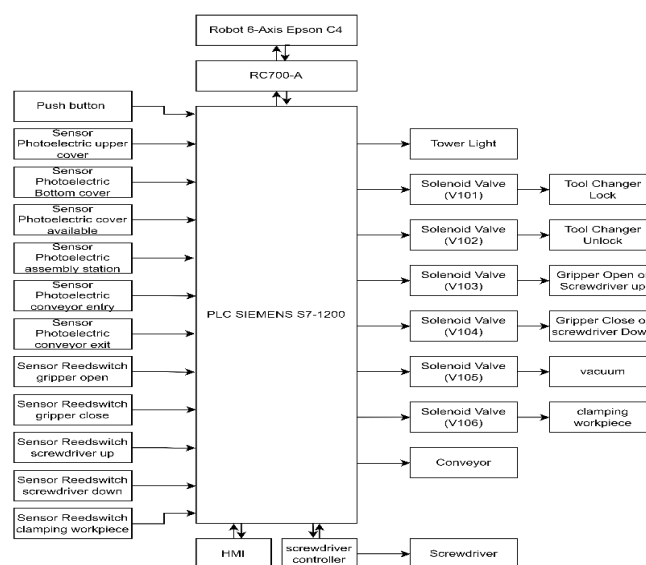 Robot 6-Axis Epson C4
RC700-A
Push button
Sensor
Photoelectric upper
cover
Sensor
Photoelectric
Bottom cover
Sensor
Photoelectric cover
available
Sensor
Photoelectric
assembly station
Sensor
Photoelectric
conveyor entry
Sensor
Photoelectric
conveyor exit
Sensor Reedswitch
gripper open
Sensor Reedswitch
gripper close
Sensor Reedswitch
screwdriver up
Sensor Reedswitch
screwdriver down
Sensor Reedswitch
clamping workpiece
PLC SIEMENS S7-1200
Tower Light
Solenoid Valve
(V101)
Tool Changer
Lock
Solenoid Valve
(V102)
Tool Changer
Unlock
Solenoid Valve
(V103)
Gripper Open or
Screwdriver up
Solenoid Valve
(V104)
Gripper Close o
screwdriver Dow
Solenoid Valve
(V105)
vacuum
Solenoid Valve
(V106)
clamping
workpiece
Conveyor
HMI
screwdriver
controller
Screwdriver